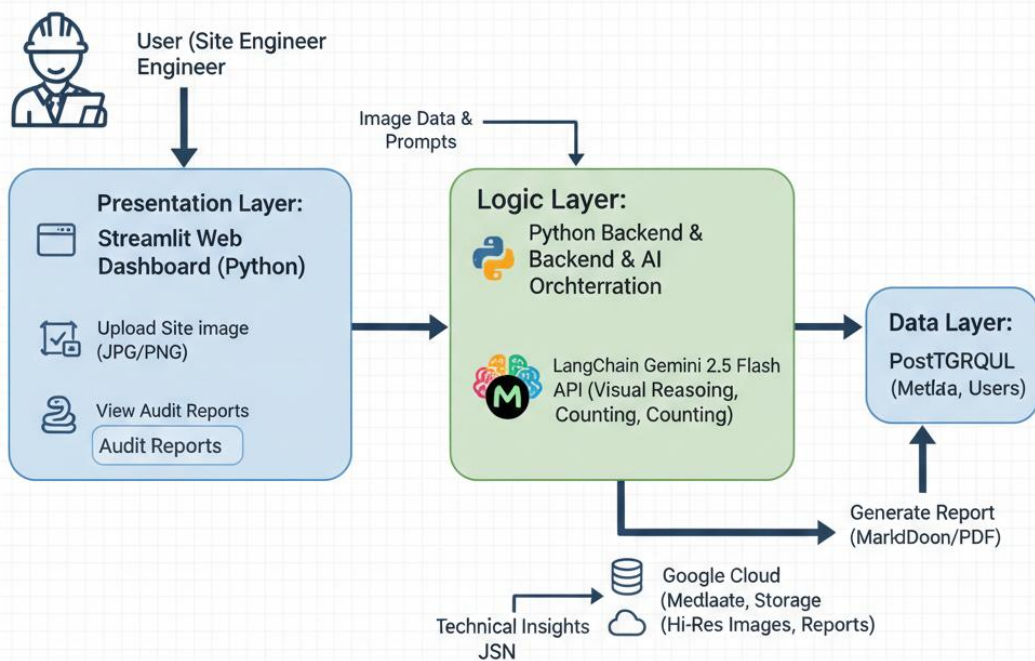 User (Site Engineer
Engineer
Image Data &
Prompts
Presentation Layer:
Streamlit Web
Dashboard (Python)
Upload Site image
(JPG/PNG)
View Audit Reports
Audit Reports
Logic Layer:
Python Backend &
Backend & AI
Orchterration
LangChain Gemini 2.5 Flash
API (Visual Reasoing,
Counting, Counting)
M
Data Layer:
PostTGRQUL
(Metlaa, Users)
Generate Report
(MarkdDoon/PDF)
Google Cloud
(Medlaate, Storage
(Hi-Res Images, Reports)
Technical Insights
JSN